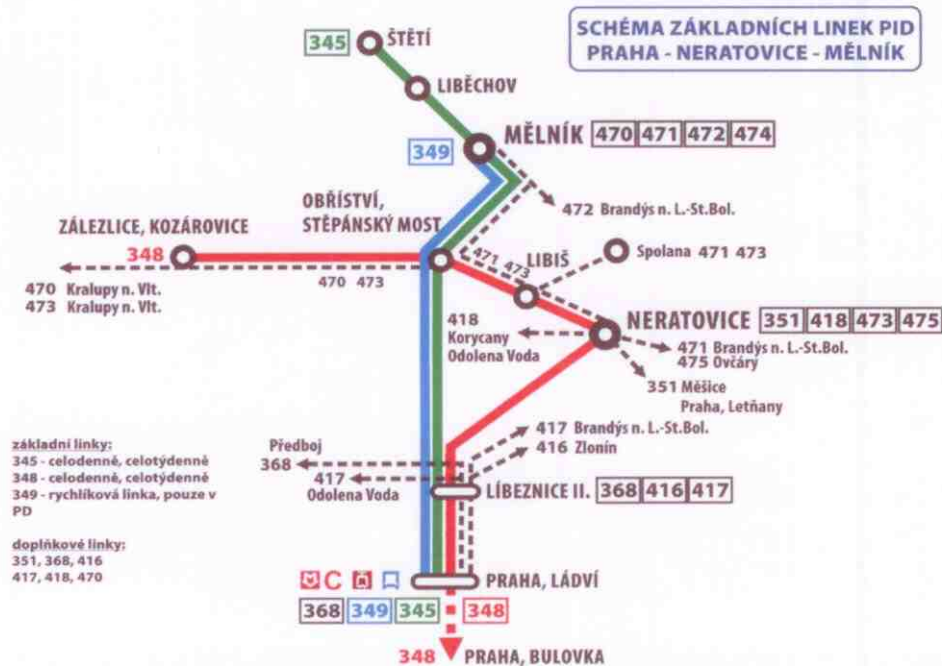 SCHÉMA ZÁKLADNÍCH LINEK PID
PRAHA - NERATOVICE - MĚLNÍK
345 ŠTĚTÍ
LIBĚCHOV
349 MĚLNÍK 470 471 472 474
472 Brandýs n. L.-St.Bol.
OBŘÍSTVÍ,
STĚPÁNSKÝ MOST
ZÁLEZLICE, KOZÁROVICE
348
470 473
470 Kralupy n. Vlt.
473 Kralupy n. Vlt.
471 473
LIBIŠ
Spolana 471 473
NERATOVICE 351 418 473 475
418
Korycany
Odolena Voda
471 Brandýs n. L.-St.Bol.
475 Ovčáry
351 Měšice
Praha, Letňany
417 Brandýs n. L.-St.Bol.
416 Zlonín
Předboj
368
417
Odolena Voda
LÍBEZNICE II. 368 416 417
základní linky:
345 - celodenně, celotýdenně
348 - celodenně, celotýdenně
349 - rychlíková linka, pouze v
PD
doplňkové linky:
351, 368, 416
417, 418, 470
C
PRAHA, LÁDVÍ
368 349 345 348
348 PRAHA, BULOVKA